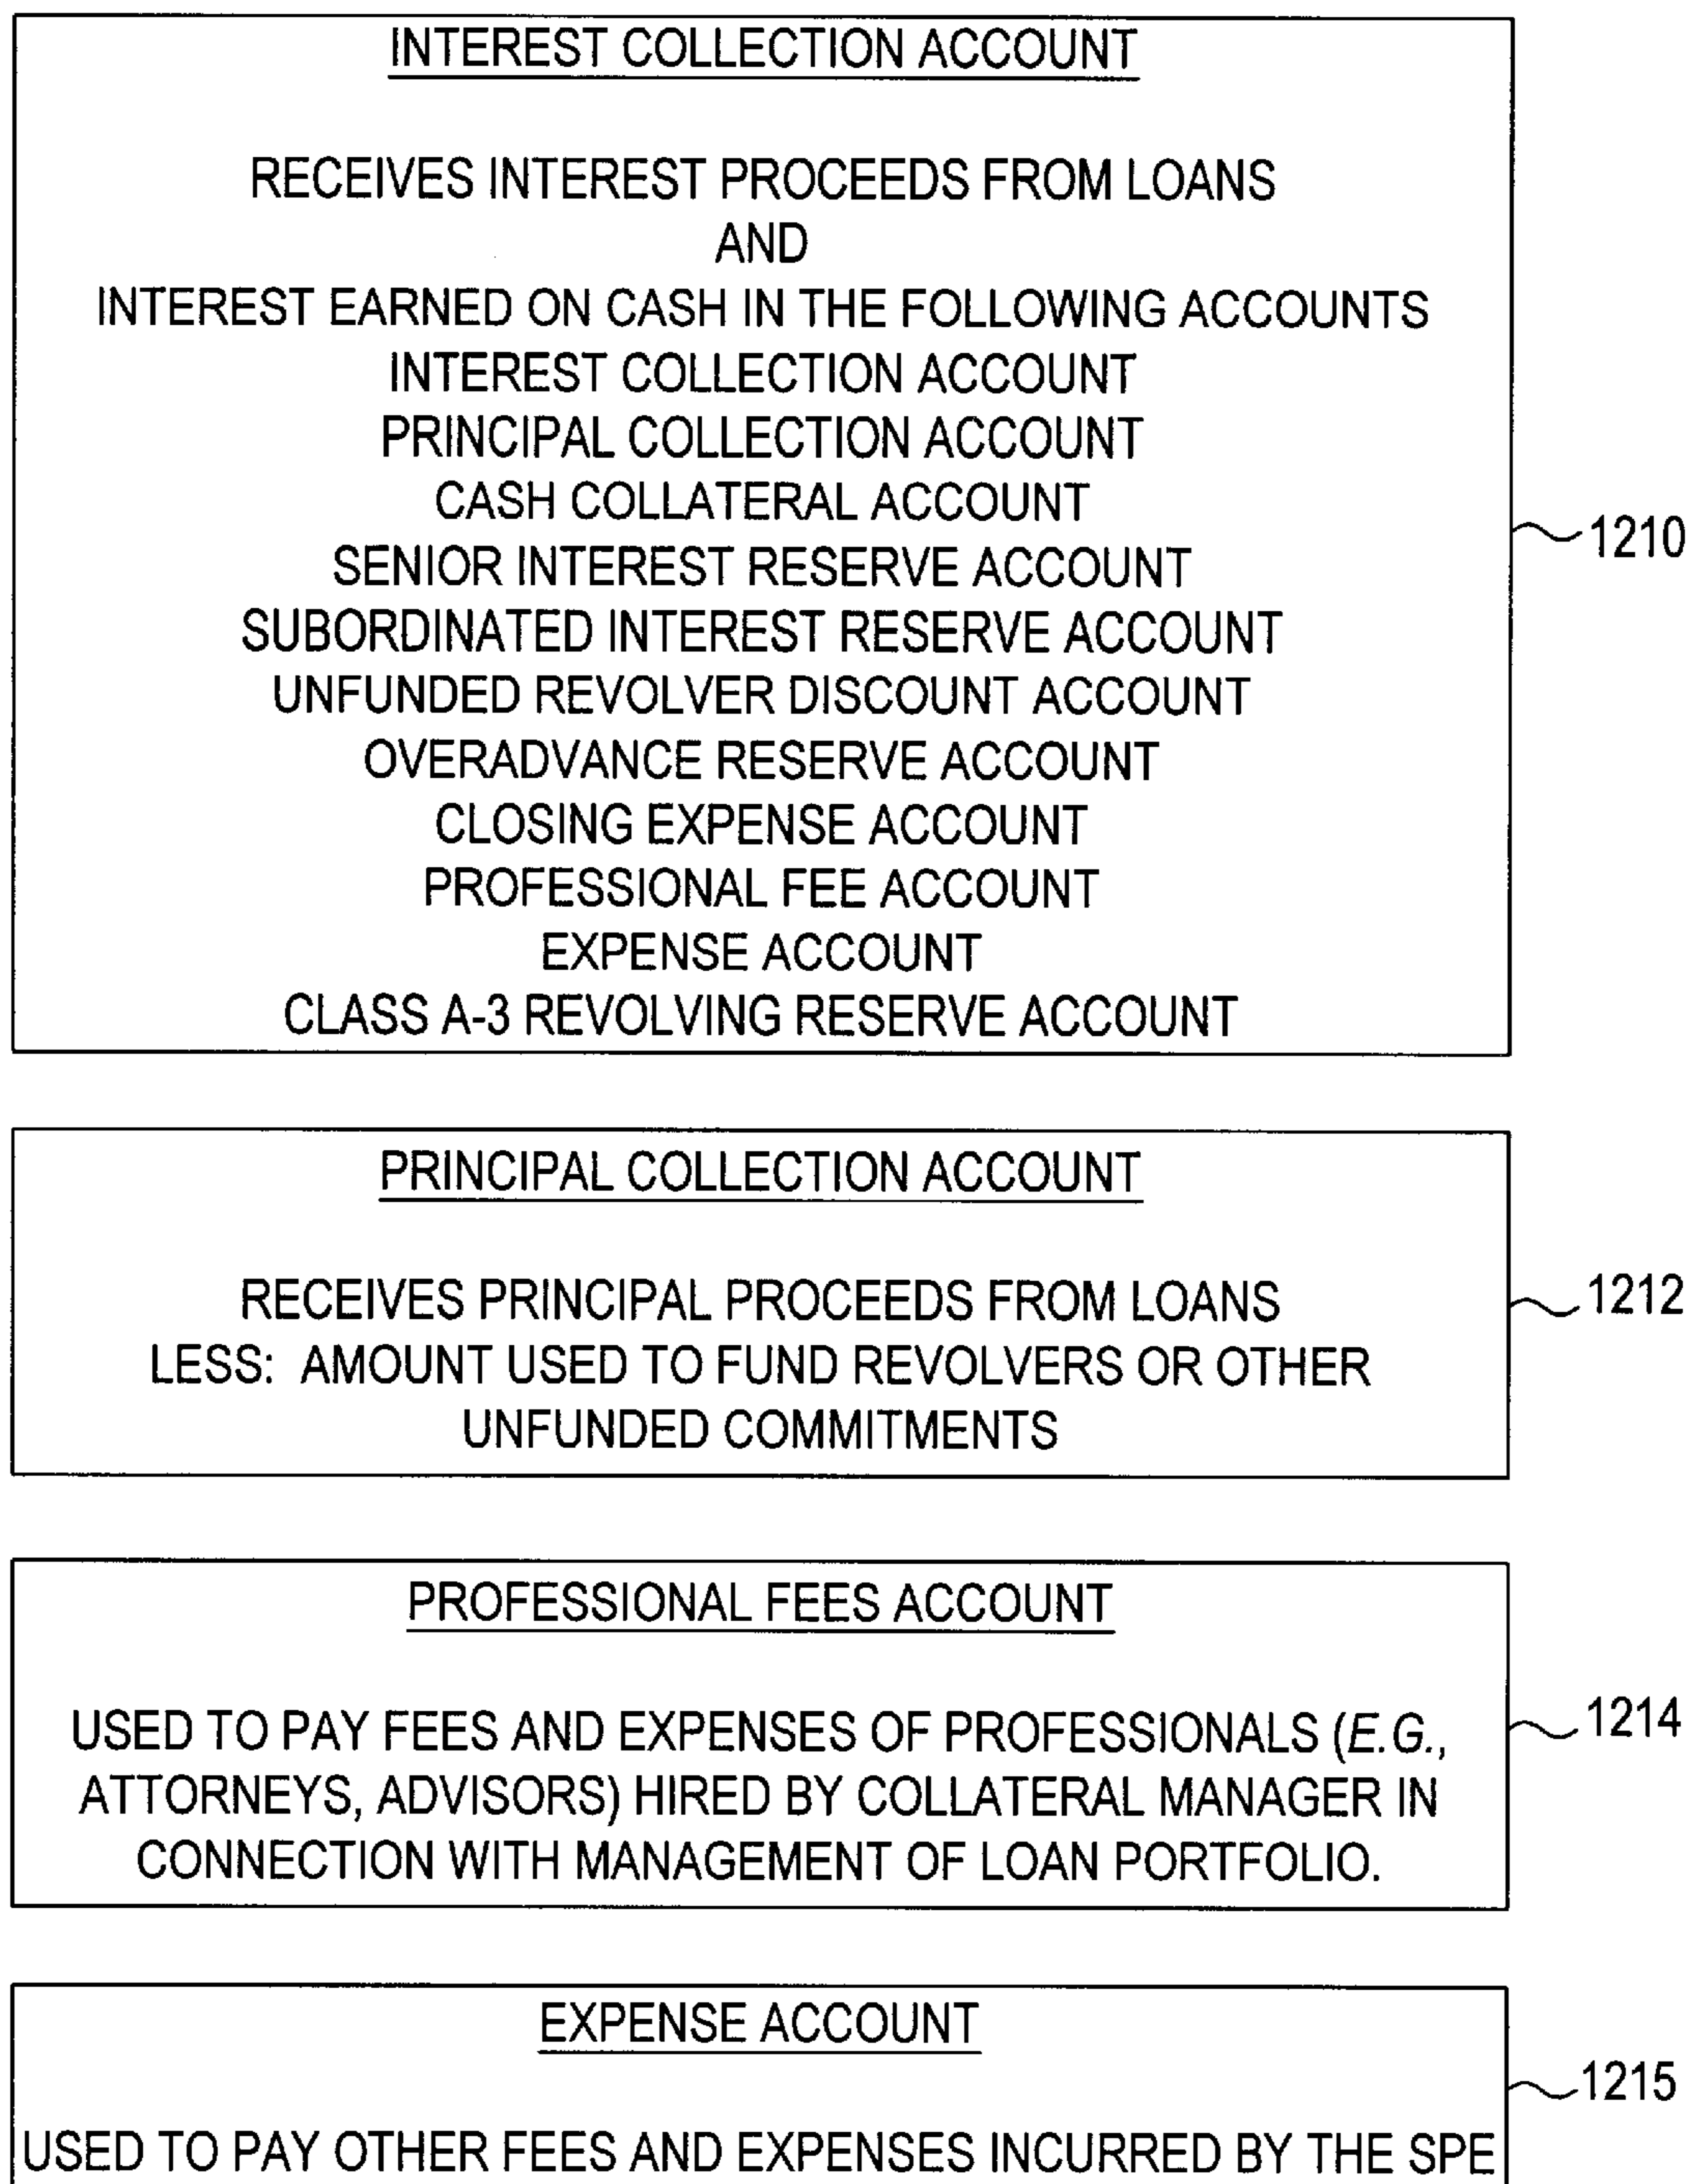 INTEREST COLLECTION ACCOUNT
RECEIVES INTEREST PROCEEDS FROM LOANS
AND
INTEREST EARNED ON CASH IN THE FOLLOWING ACCOUNTS
INTEREST COLLECTION ACCOUNT
PRINCIPAL COLLECTION ACCOUNT
CASH COLLATERAL ACCOUNT
SENIOR INTEREST RESERVE ACCOUNT
SUBORDINATED INTEREST RESERVE ACCOUNT
UNFUNDED REVOLVER DISCOUNT ACCOUNT
OVERADVANCE RESERVE ACCOUNT
CLOSING EXPENSE ACCOUNT
PROFESSIONAL FEE ACCOUNT
EXPENSE ACCOUNT
CLASS A-3 REVOLVING RESERVE ACCOUNT
1210
PRINCIPAL COLLECTION ACCOUNT
RECEIVES PRINCIPAL PROCEEDS FROM LOANS
LESS: AMOUNT USED TO FUND REVOLVERS OR OTHER
UNFUNDED COMMITMENTS
1212
PROFESSIONAL FEES ACCOUNT
USED TO PAY FEES AND EXPENSES OF PROFESSIONALS (E.G.,
ATTORNEYS, ADVISORS) HIRED BY COLLATERAL MANAGER IN
CONNECTION WITH MANAGEMENT OF LOAN PORTFOLIO.
1214
EXPENSE ACCOUNT
USED TO PAY OTHER FEES AND EXPENSES INCURRED BY THE SPE
1215